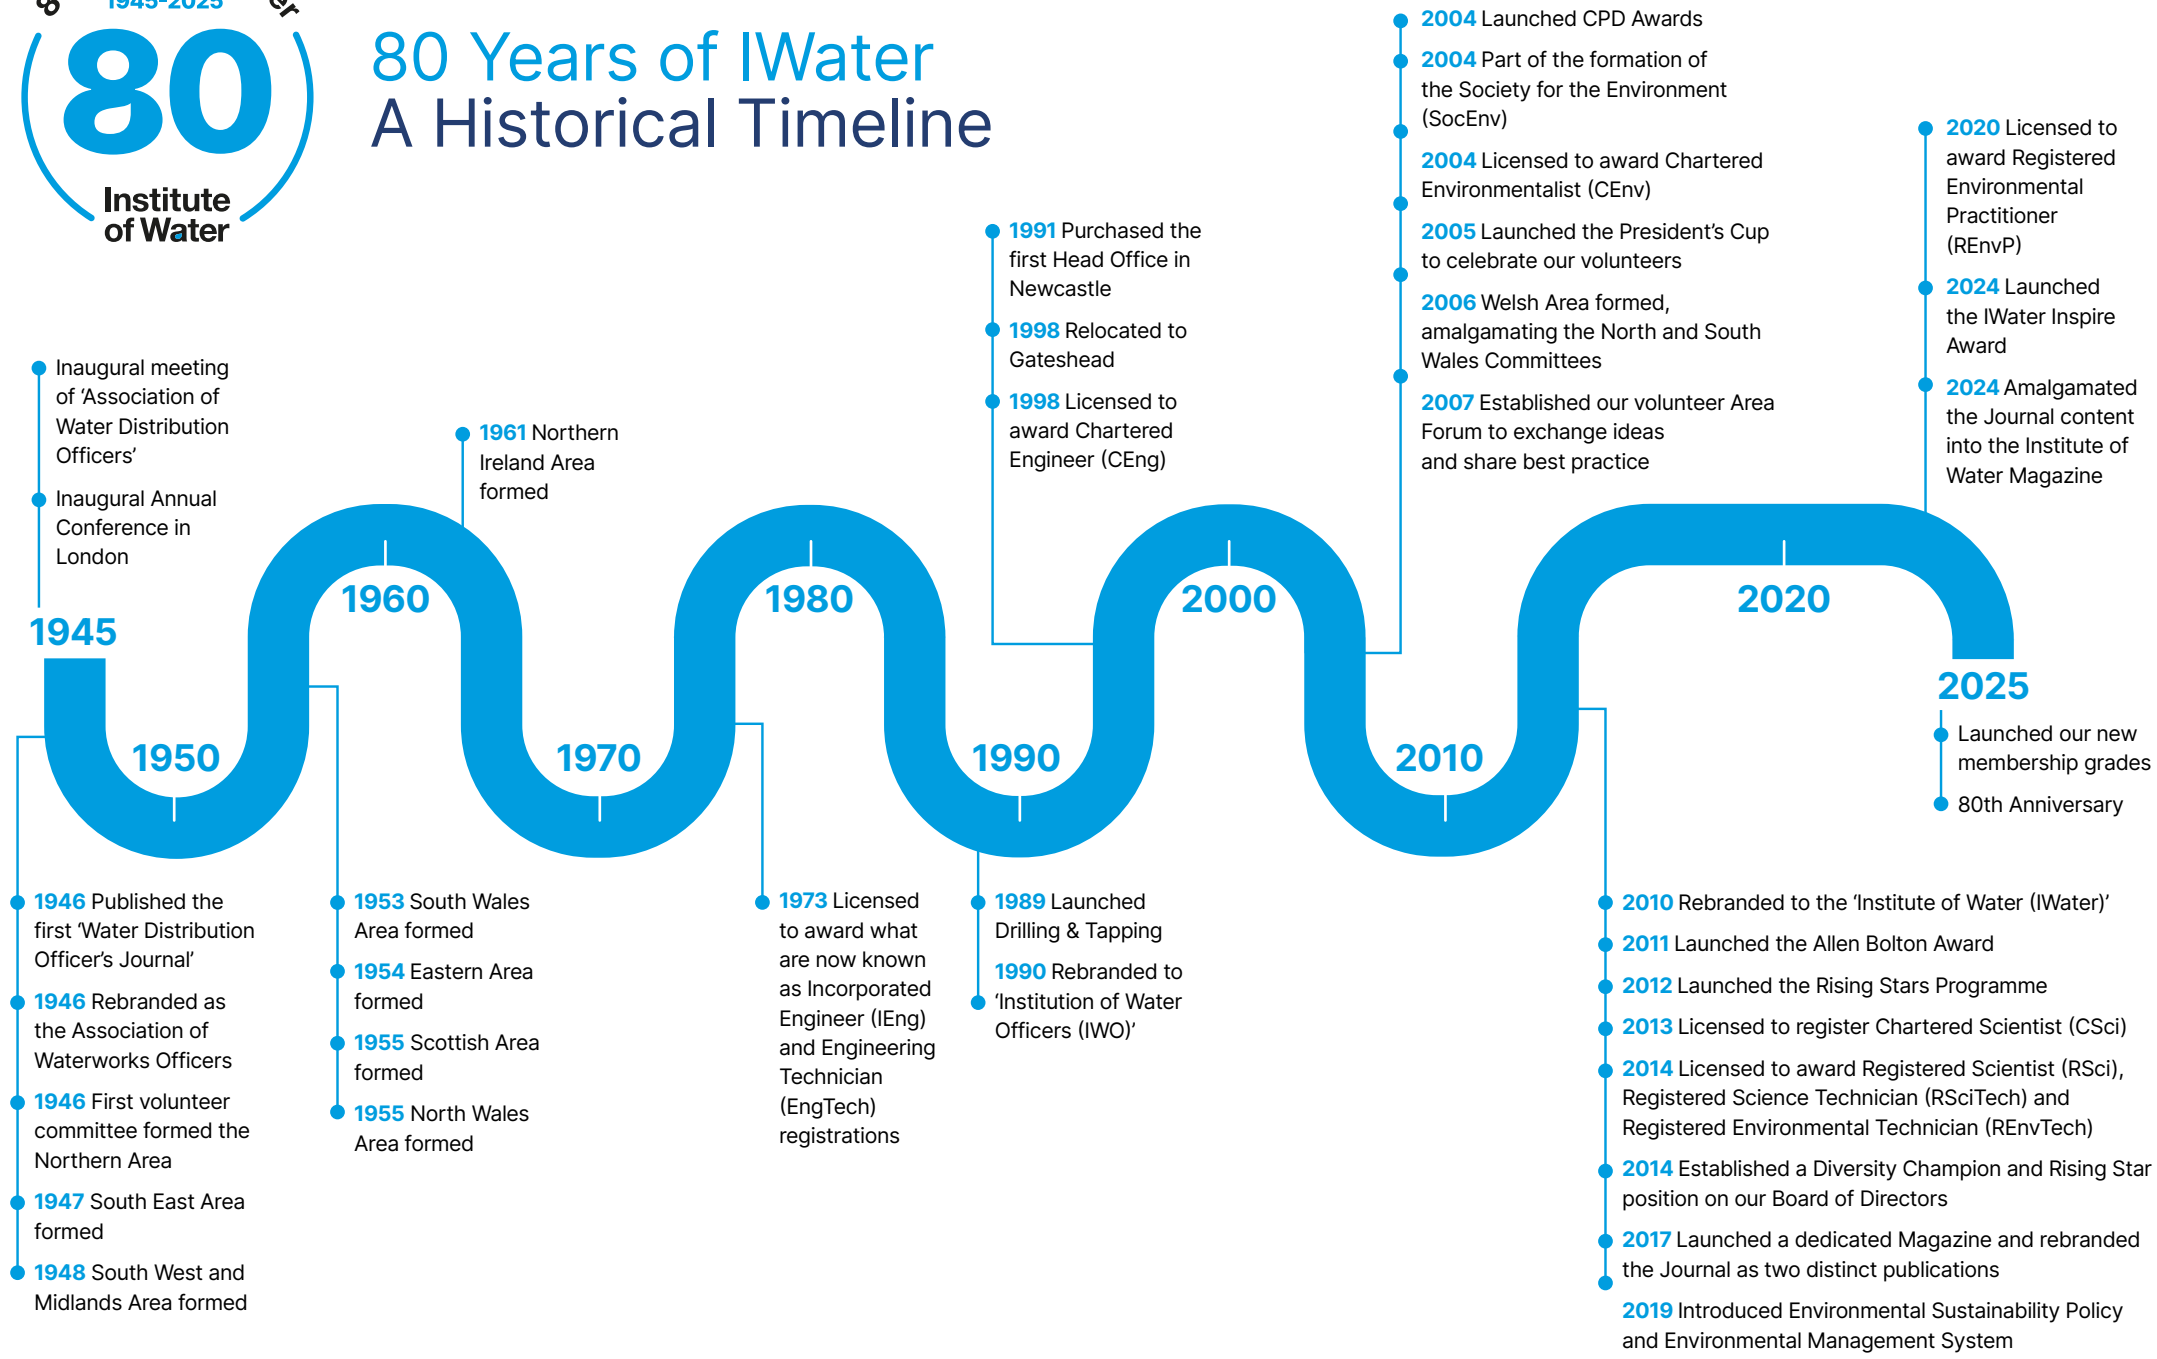 1945-2025
80
Institute
of Water
80 Years of IWater
A Historical Timeline
Inaugural meeting
of ‘Association of
Water Distribution
Officers’
Inaugural Annual
Conference in
London
1945
1946 Published the
first ‘Water Distribution
Officer’s Journal’
1946 Rebranded as
the Association of
Waterworks Officers
1946 First volunteer
committee formed the
Northern Area
1947 South East Area
formed
1948 South West and
Midlands Area formed
1950
1953 South Wales
Area formed
1954 Eastern Area
formed
1955 Scottish Area
formed
1955 North Wales
Area formed
1960
1961 Northern
Ireland Area
formed
1970
1973 Licensed
to award what
are now known
as Incorporated
Engineer (IEng)
and Engineering
Technician
(EngTech)
registrations
1980
1989 Launched
Drilling & Tapping
1990 Rebranded to
‘Institution of Water
Officers (IWO)’
1990
1991 Purchased the
first Head Office in
Newcastle
1998 Relocated to
Gateshead
1998 Licensed to
award Chartered
Engineer (CEng)
2000
2004 Launched CPD Awards
2004 Part of the formation of
the Society for the Environment
(SocEnv)
2004 Licensed to award Chartered
Environmentalist (CEnv)
2005 Launched the President’s Cup
to celebrate our volunteers
2006 Welsh Area formed,
amalgamating the North and South
Wales Committees
2007 Established our volunteer Area
Forum to exchange ideas
and share best practice
2010
2010 Rebranded to the ‘Institute of Water (IWater)’
2011 Launched the Allen Bolton Award
2012 Launched the Rising Stars Programme
2013 Licensed to register Chartered Scientist (CSci)
2014 Licensed to award Registered Scientist (RSci),
Registered Science Technician (RSciTech) and
Registered Environmental Technician (REnvTech)
2014 Established a Diversity Champion and Rising Star
position on our Board of Directors
2017 Launched a dedicated Magazine and rebranded
the Journal as two distinct publications
2019 Introduced Environmental Sustainability Policy
and Environmental Management System
2020
2020 Licensed to
award Registered
Environmental
Practitioner
(REnvP)
2024 Launched
the IWater Inspire
Award
2024 Amalgamated
the Journal content
into the Institute of
Water Magazine
2025
Launched our new
membership grades
80th Anniversary